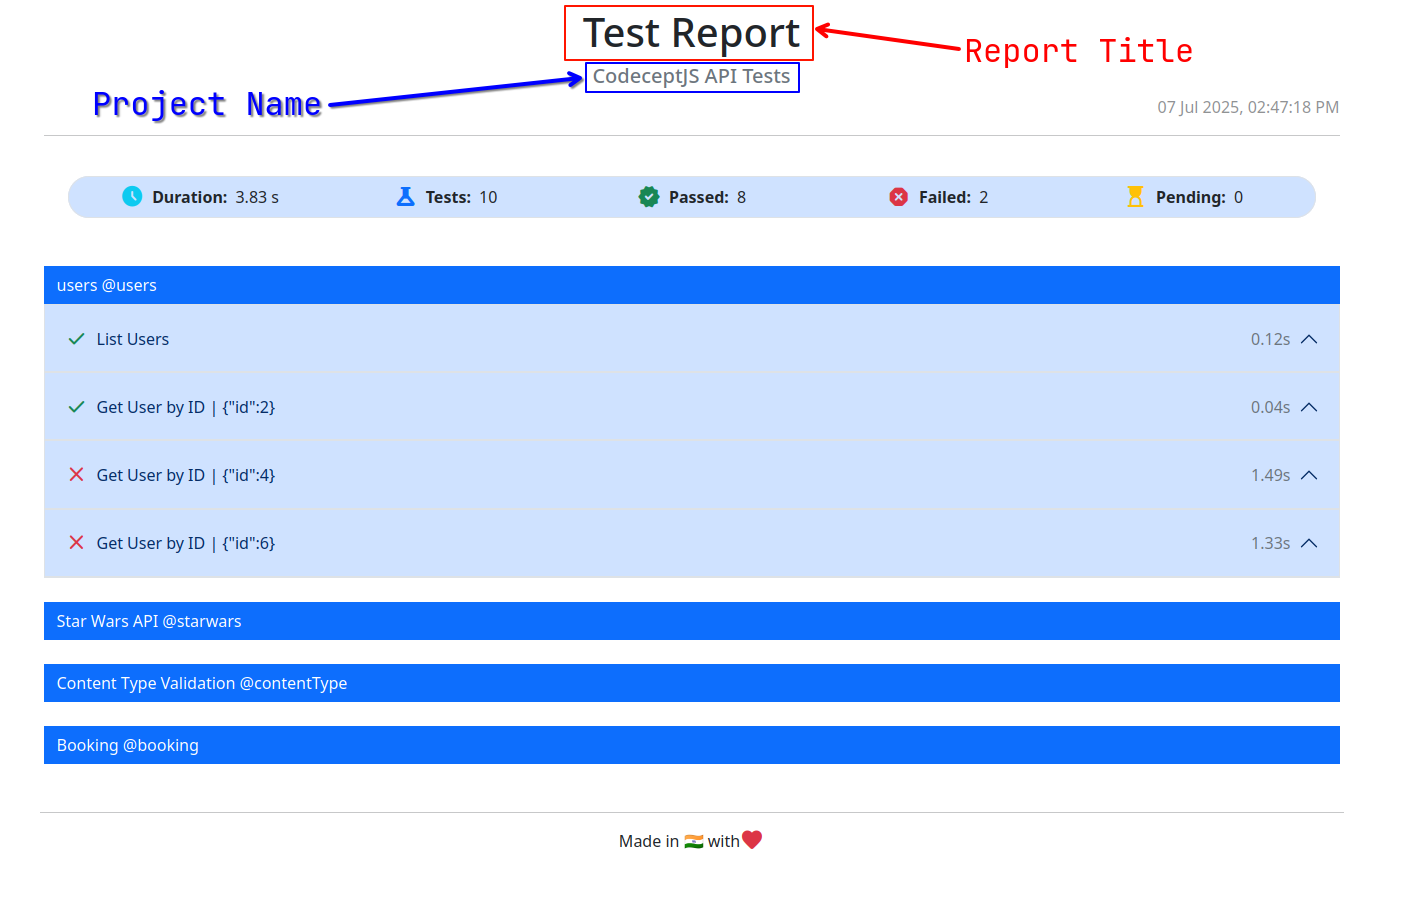 Test Report
Report Title
CodeceptJS API Tests
Project Name
07 Jul 2025, 02:47:18 PM
Duration: 3.83 s Tests: 10 Passed: 8 Failed: 2 Pending: 0
users @users
List Users 0.12s
Get User by ID | {"id":2} 0.04s
Get User by ID | {"id":4} 1.49s
Get User by ID | {"id":6} 1.33s
Star Wars API @starwars
Content Type Validation @contentType
Booking @booking
Made in 🇮🇳 with❤